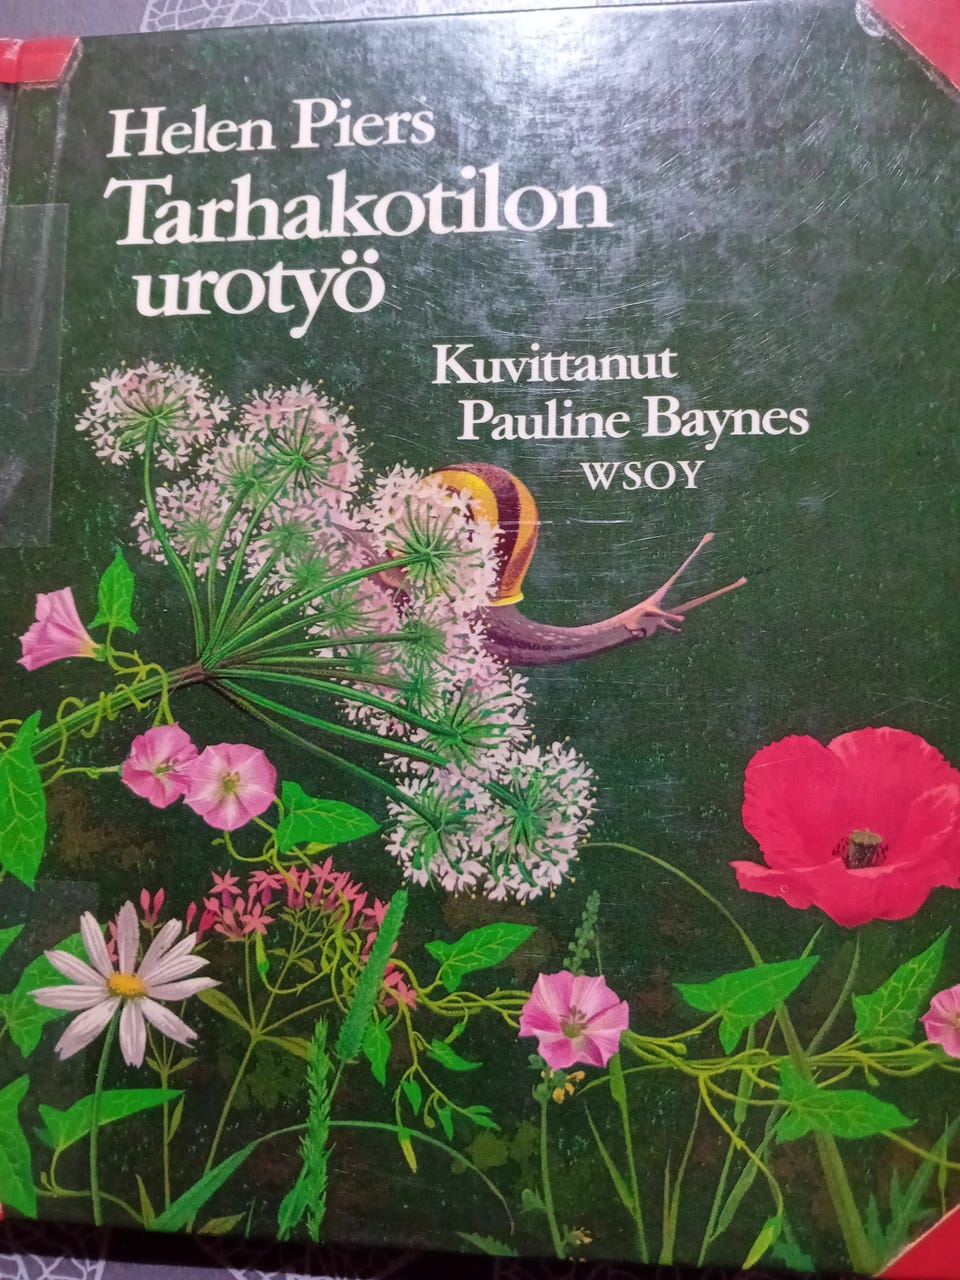 Helen Piers
Tarhakotilon
urotyö
Kuvittanut
Pauline Baynes
WSOY